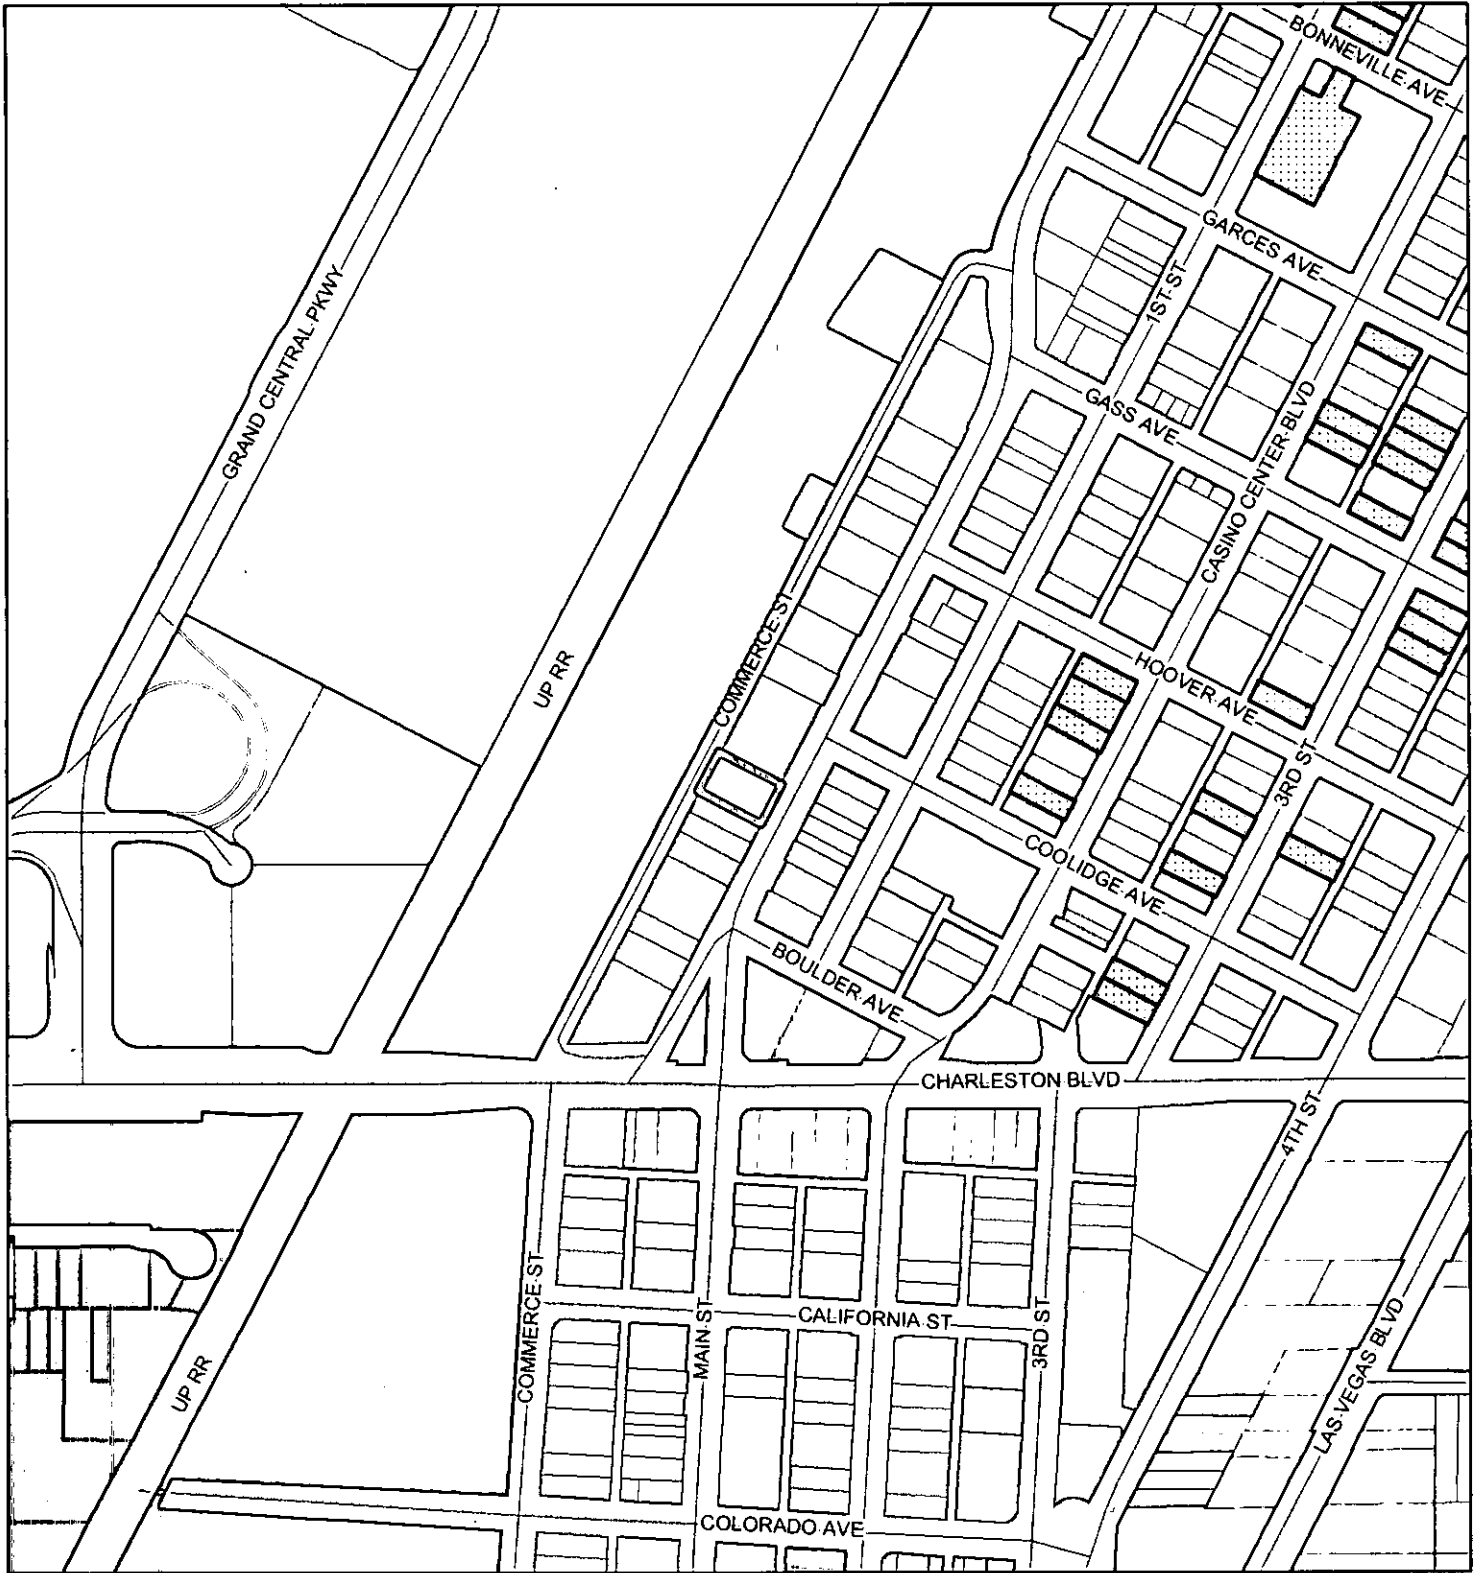 BONNEVILLE AVE
GARCES AVE
1ST ST
GRAND CENTRAL PKWY
GASS AVE
CASINO CENTER BLVD
COMMERCE ST
UP RR
HOOVER AVE
3RD ST
COOLIDGE AVE
BOULDER AVE
CHARLESTON BLVD
4TH ST
COMMERCE ST
MAIN ST
CALIFORNIA ST
3RD ST
LAS VEGAS BLVD
UP RR
COLORADO AVE